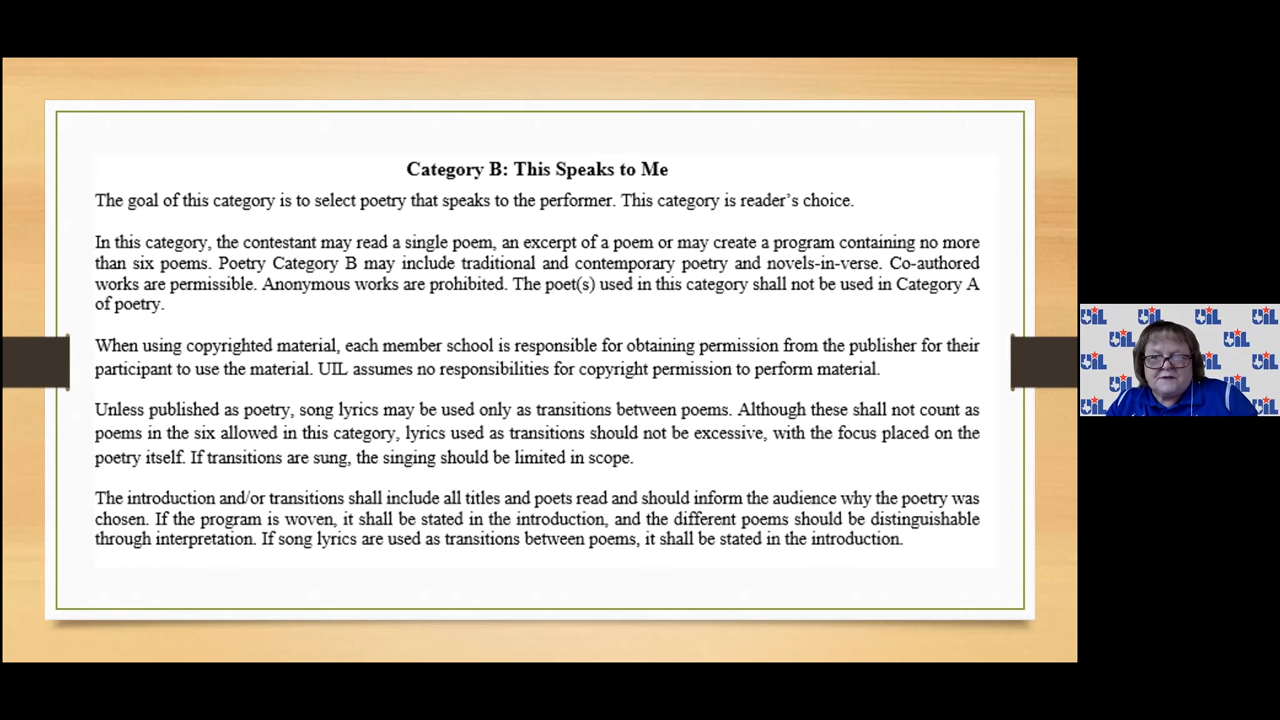 Category B: This Speaks to Me
The goal of this category is to select poetry that speaks to the performer. This category is reader’s choice.
In this category, the contestant may read a single poem, an excerpt of a poem or may create a program containing no more
than six poems. Poetry Category B may include traditional and contemporary poetry and novels-in-verse. Co-authored
works are permissible. Anonymous works are prohibited. The poet(s) used in this category shall not be used in Category A
of poetry.
When using copyrighted material, each member school is responsible for obtaining permission from the publisher for their
participant to use the material. UIL assumes no responsibilities for copyright permission to perform material.
Unless published as poetry, song lyrics may be used only as transitions between poems. Although these shall not count as
poems in the six allowed in this category, lyrics used as transitions should not be excessive, with the focus placed on the
poetry itself. If transitions are sung, the singing should be limited in scope.
The introduction and/or transitions shall include all titles and poets read and should inform the audience why the poetry was
chosen. If the program is woven, it shall be stated in the introduction, and the different poems should be distinguishable
through interpretation. If song lyrics are used as transitions between poems, it shall be stated in the introduction.
UIL UIL UIL UIL
UIL UIL
UIL UIL
UIL UIL
UIL UIL